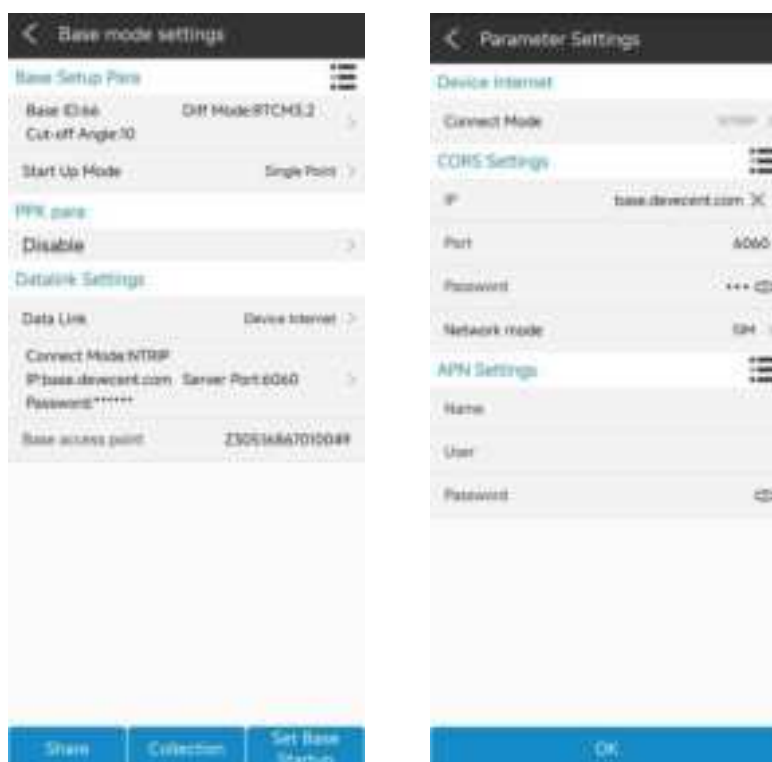 Base mode settings
Base Setup Para
Base ID:66 Diff Mode:RTCM3.2
Cut-off Angle:10
Start Up Mode Single Point
PPK para
Disable
Datalink Settings
Data Link Device Internet
Connect Mode:NTRIP
IP:base.devecent.com Server Port:6060
Password:******
Base access point
Share Collection Set Base
Startup
Parameter Settings
Device Internet
Connect Mode NTRIP
CORS Settings
IP base.devecent.com
Port 6060
Password ***
Network mode SIM
APN Settings
Name
User
Password
OK